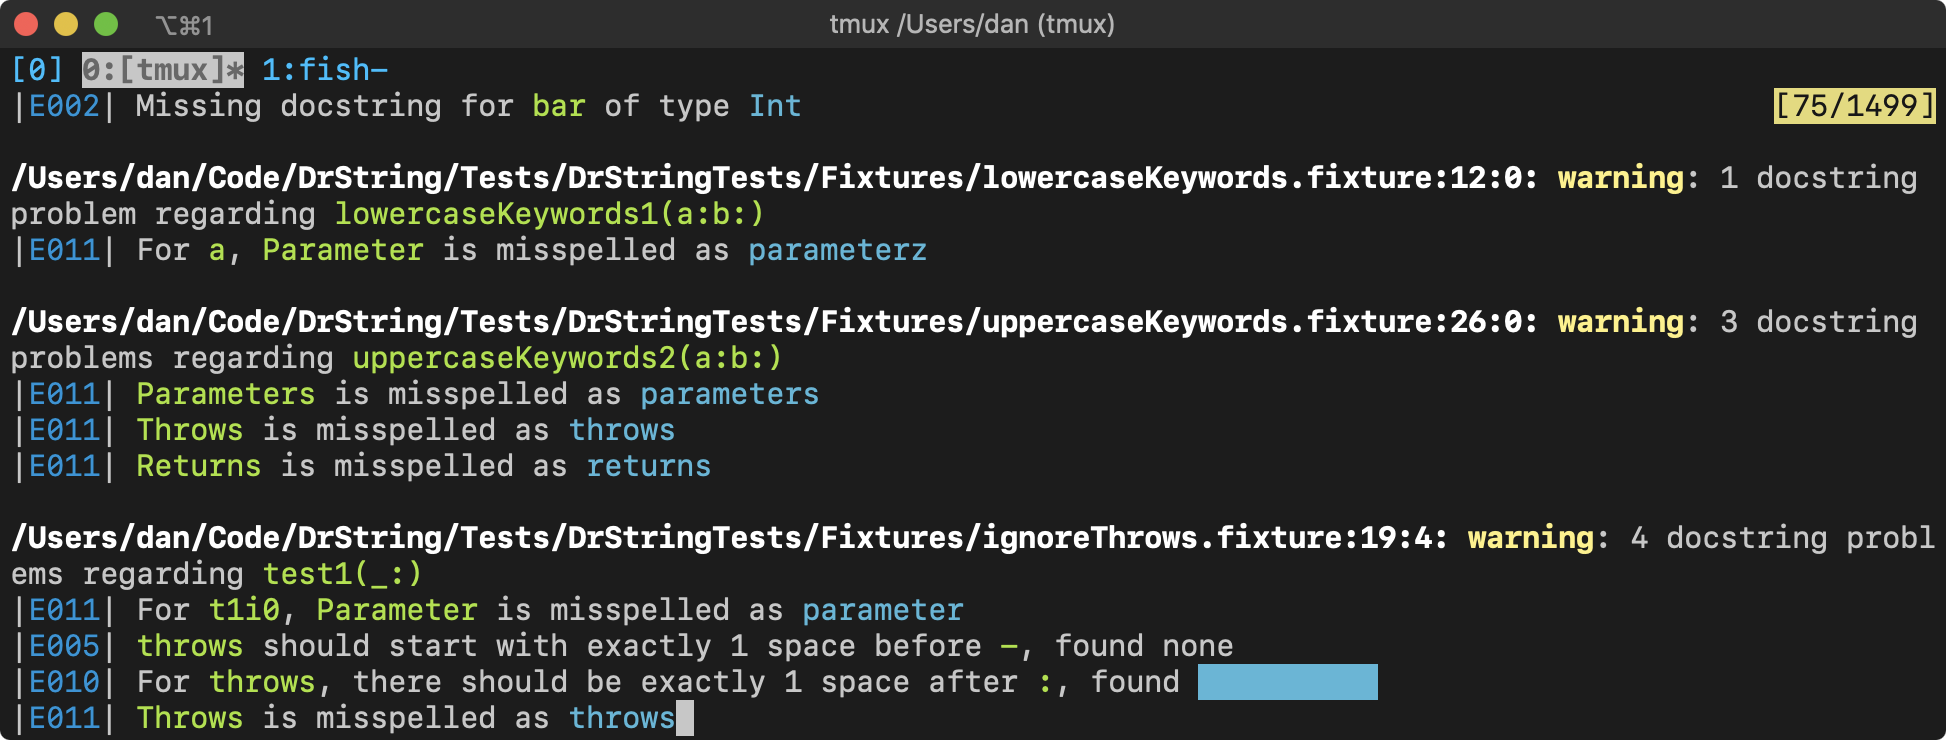 ⌥⌘1 tmux /Users/dan (tmux)
[0] 0:[tmux]* 1:fish-
|E002| Missing docstring for bar of type Int [75/1499]
/Users/dan/Code/DrString/Tests/DrStringTests/Fixtures/lowercaseKeywords.fixture:12:0: warning: 1 docstring
problem regarding lowercaseKeywords1(a:b:)
|E011| For a, Parameter is misspelled as parameterz
/Users/dan/Code/DrString/Tests/DrStringTests/Fixtures/uppercaseKeywords.fixture:26:0: warning: 3 docstring
problems regarding uppercaseKeywords2(a:b:)
|E011| Parameters is misspelled as parameters
|E011| Throws is misspelled as throws
|E011| Returns is misspelled as returns
/Users/dan/Code/DrString/Tests/DrStringTests/Fixtures/ignoreThrows.fixture:19:4: warning: 4 docstring probl
ems regarding test1(_:)
|E011| For t1i0, Parameter is misspelled as parameter
|E005| throws should start with exactly 1 space before -, found none
|E010| For throws, there should be exactly 1 space after :, found
|E011| Throws is misspelled as throws